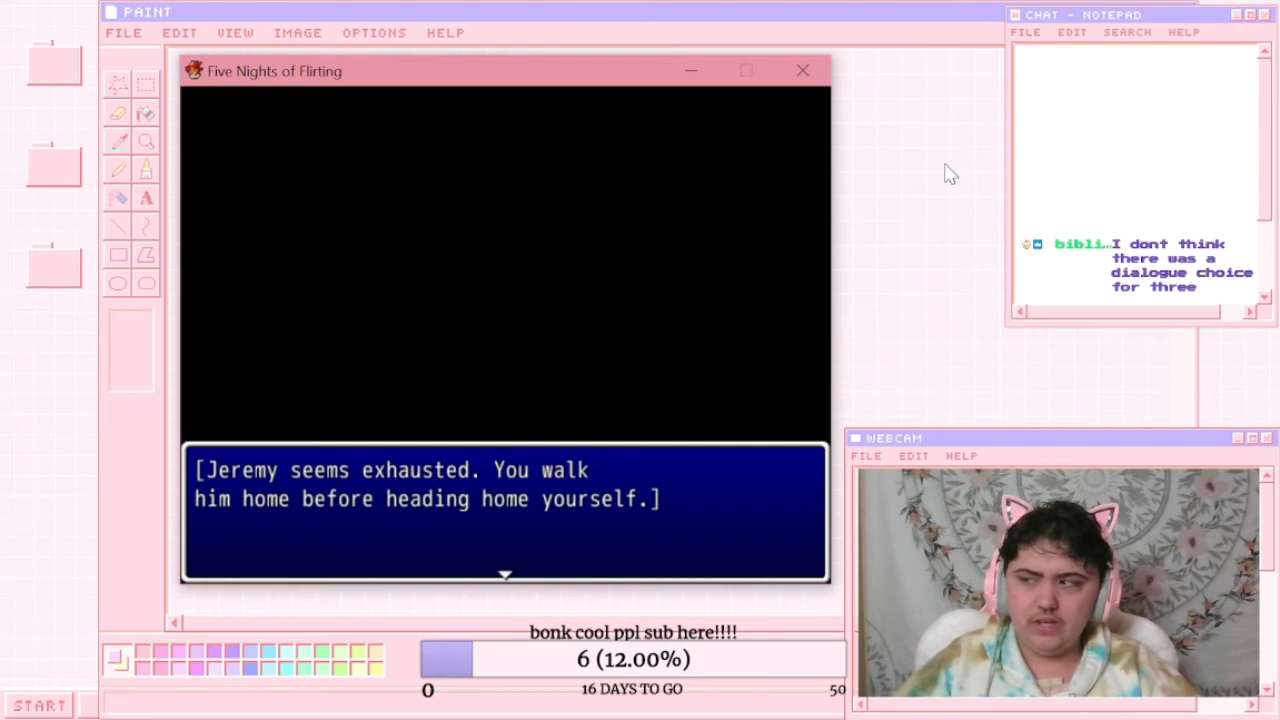 PAINT
FILE EDIT VIEW IMAGE OPTIONS HELP
Five Nights of Flirting
[Jeremy seems exhausted. You walk
him home before heading home yourself.]
CHAT - NOTEPAD
FILE EDIT SEARCH HELP
bibli… I dont think
there was a
dialogue choice
for three
WEBCAM
FILE EDIT HELP
A
bonk cool ppl sub here!!!!
6 (12.00%)
0 16 DAYS TO GO 50
START